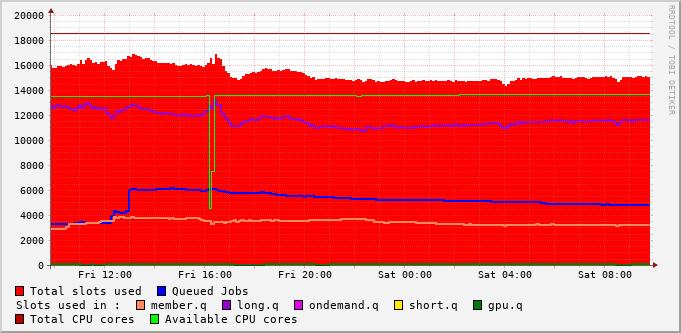 20000
18000
16000
14000
12000
10000
8000
6000
4000
2000
0
Fri 12:00 Fri 16:00 Fri 20:00 Sat 00:00 Sat 04:00 Sat 08:00
Total slots used Queued Jobs
Slots used in : member.q long.q ondemand.q short.q gpu.q
Total CPU cores Available CPU cores
RRDTOOL / TOBI OETIKER